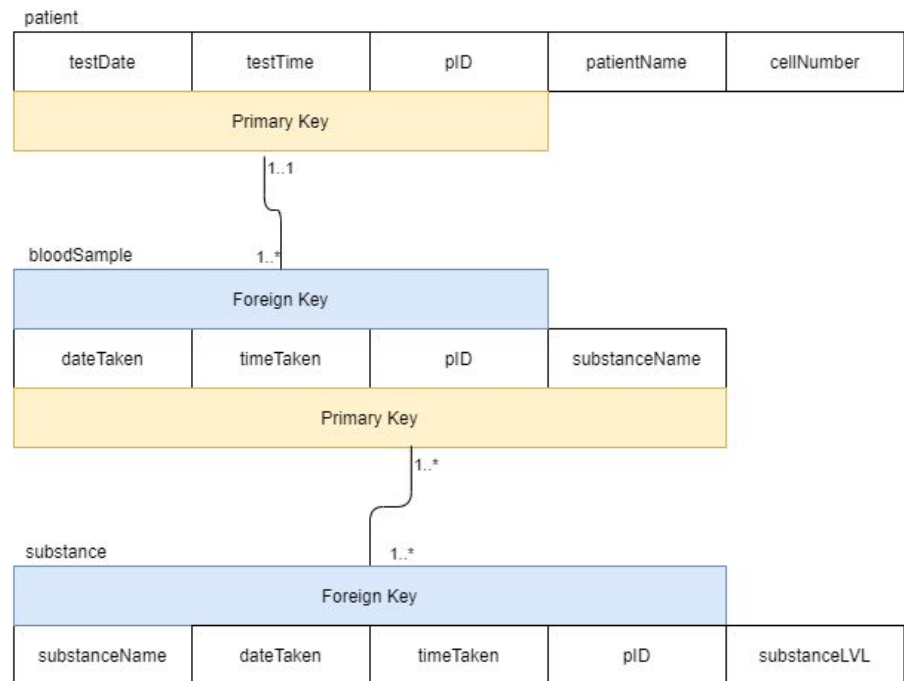 patient
testDate testTime pID patientName cellNumber
Primary Key
1..1
bloodSample 1..*
Foreign Key
dateTaken timeTaken pID substanceName
Primary Key
1..*
substance 1..*
Foreign Key
substanceName dateTaken timeTaken pID substanceLVL